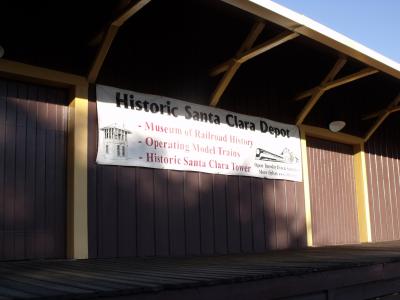 Historic Santa Clara Depot
- Museum of Railroad History
- Operating Model Trains
- Historic Santa Clara Tower